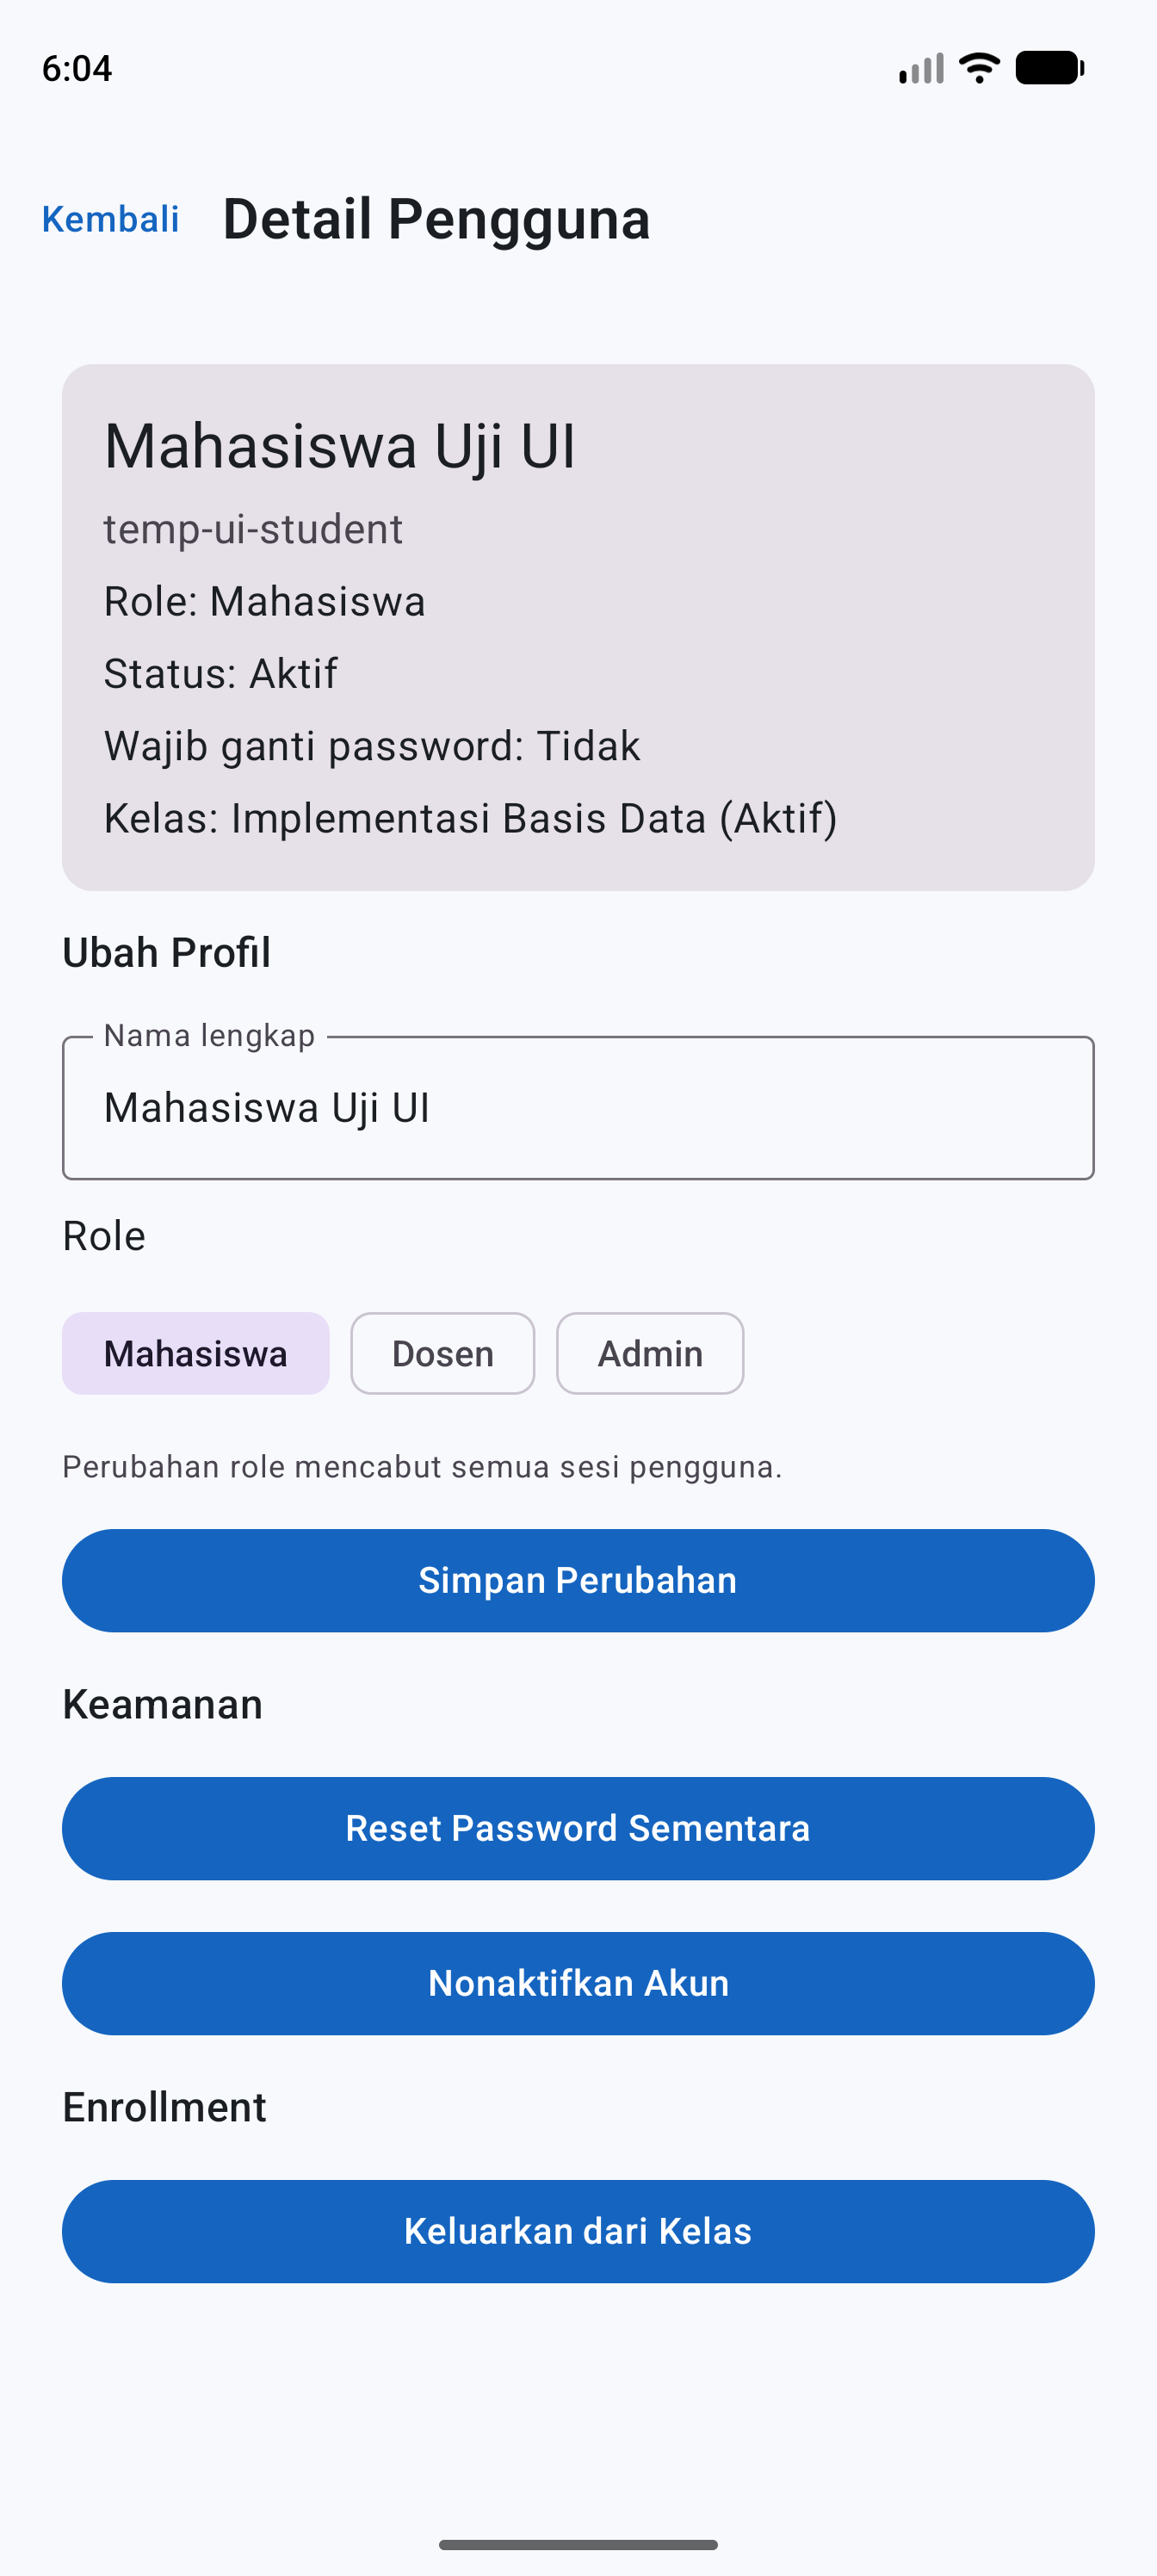 6:04
Kembali Detail Pengguna
Mahasiswa Uji UI
temp-ui-student
Role: Mahasiswa
Status: Aktif
Wajib ganti password: Tidak
Kelas: Implementasi Basis Data (Aktif)
Ubah Profil
Nama lengkap
Mahasiswa Uji UI
Role
Mahasiswa Dosen Admin
Perubahan role mencabut semua sesi pengguna.
Simpan Perubahan
Keamanan
Reset Password Sementara
Nonaktifkan Akun
Enrollment
Keluarkan dari Kelas